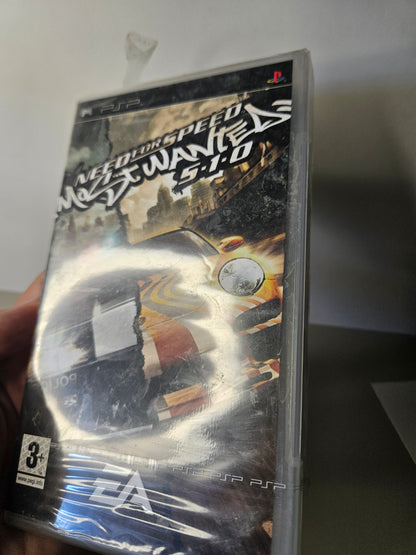 PSP
NEED FOR SPEED
MOST WANTED
5-1-0
POLICE
3+
www.pegi.info
EA
PSP PSP PSP